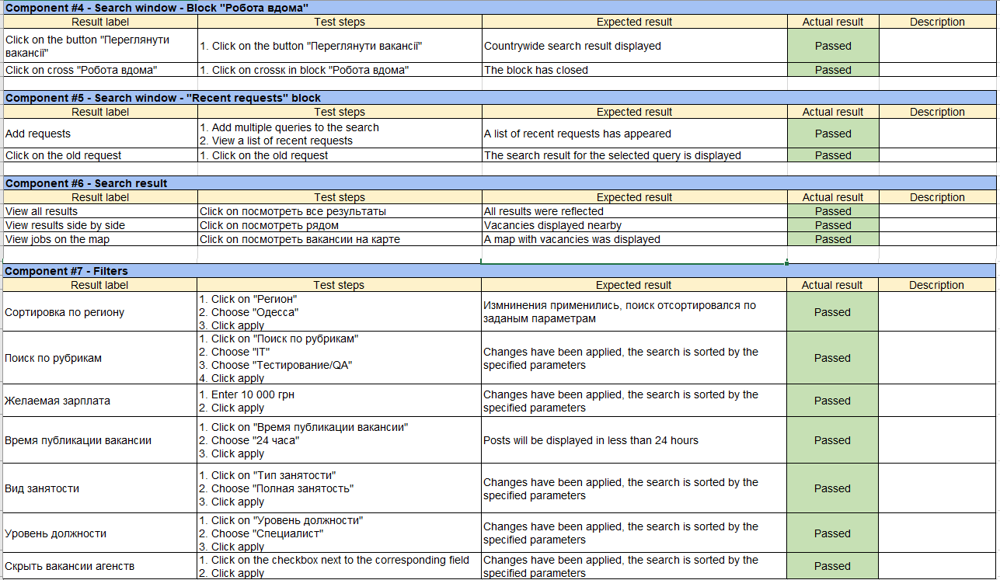 Component #4 - Search window - Block "Робота вдома"
Result label Test steps Expected result Actual result Description
Click on the button "Переглянути
вакансії"
1. Click on the button "Переглянути вакансії"
Countrywide search result displayed
Passed
Click on cross "Робота вдома" 1. Click on crossк in block "Робота вдома" The block has closed Passed
Component #5 - Search window - "Recent requests" block
Result label Test steps Expected result Actual result Description
Add requests
1. Add multiple queries to the search
2. View a list of recent requests
A list of recent requests has appeared
Passed
Click on the old request 1. Click on the old request The search result for the selected query is displayed Passed
Component #6 - Search result
Result label Test steps Expected result Actual result Description
View all results Click on посмотреть все результаты All results were reflected Passed
View results side by side Click on посмотреть рядом Vacancies displayed nearby Passed
View jobs on the map Click on посмотреть вакансии на карте A map with vacancies was displayed Passed
Component #7 - Filters
Result label Test steps Expected result Actual result Description
Сортировка по региону
1. Click on "Регион"
2. Choose "Одесса"
3. Click apply
Измнинения применились, поиск отсортировался по
заданым параметрам
Passed
Поиск по рубрикам
1. Click on "Поиск по рубрикам"
2. Choose "IT"
3. Choose "Тестирование/QA"
4. Click apply
Changes have been applied, the search is sorted by the
specified parameters
Passed
Желаемая зарплата
1. Enter 10 000 грн
2. Click apply
Changes have been applied, the search is sorted by the
specified parameters
Passed
Время публикации вакансии
1. Click on "Время публикации вакансии"
2. Choose "24 часа"
3. Click apply
Posts will be displayed in less than 24 hours
Passed
Вид занятости
1. Click on "Тип занятости"
2. Choose "Полная занятость"
3. Click apply
Changes have been applied, the search is sorted by the
specified parameters
Passed
Уровень должности
1. Click on "Уровень должности"
2. Choose "Специалист"
3. Click apply
Changes have been applied, the search is sorted by the
specified parameters
Passed
Скрыть вакансии агенств
1. Click on the checkbox next to the corresponding field
2. Click apply
Changes have been applied, the search is sorted by the
specified parameters
Passed